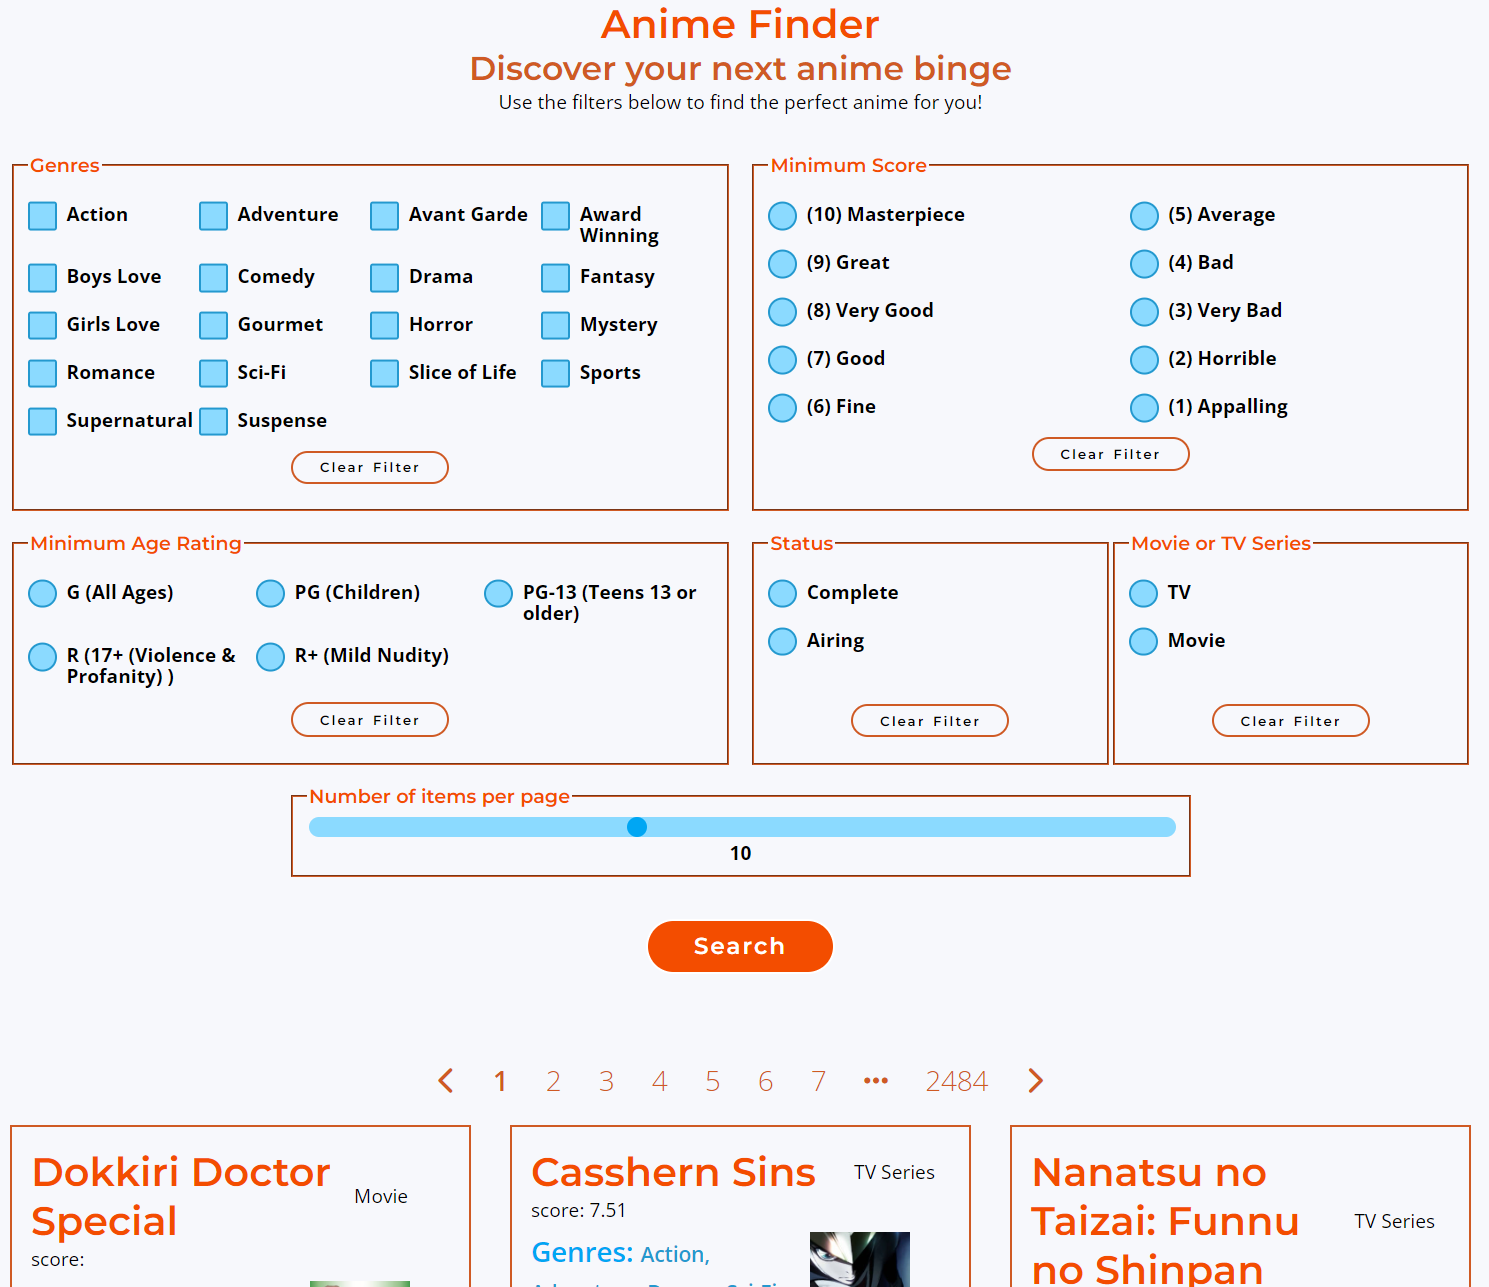 Anime Finder
Discover your next anime binge
Use the filters below to find the perfect anime for you!
Genres
Action
Adventure
Avant Garde
Award
Winning
Boys Love
Comedy
Drama
Fantasy
Girls Love
Gourmet
Horror
Mystery
Romance
Sci-Fi
Slice of Life
Sports
Supernatural
Suspense
Clear Filter
Minimum Score
(10) Masterpiece
(9) Great
(8) Very Good
(7) Good
(6) Fine
(5) Average
(4) Bad
(3) Very Bad
(2) Horrible
(1) Appalling
Clear Filter
Minimum Age Rating
G (All Ages)
PG (Children)
PG-13 (Teens 13 or
older)
R (17+ (Violence &
Profanity) )
R+ (Mild Nudity)
Clear Filter
Status
Complete
Airing
Clear Filter
Movie or TV Series
TV
Movie
Clear Filter
Number of items per page
10
Search
1 2 3 4 5 6 7 ••• 2484
Dokkiri Doctor
Special
Movie
score:
Casshern Sins
TV Series
score: 7.51
Genres: Action,
Nanatsu no
Taizai: Funnu
no Shinpan
TV Series